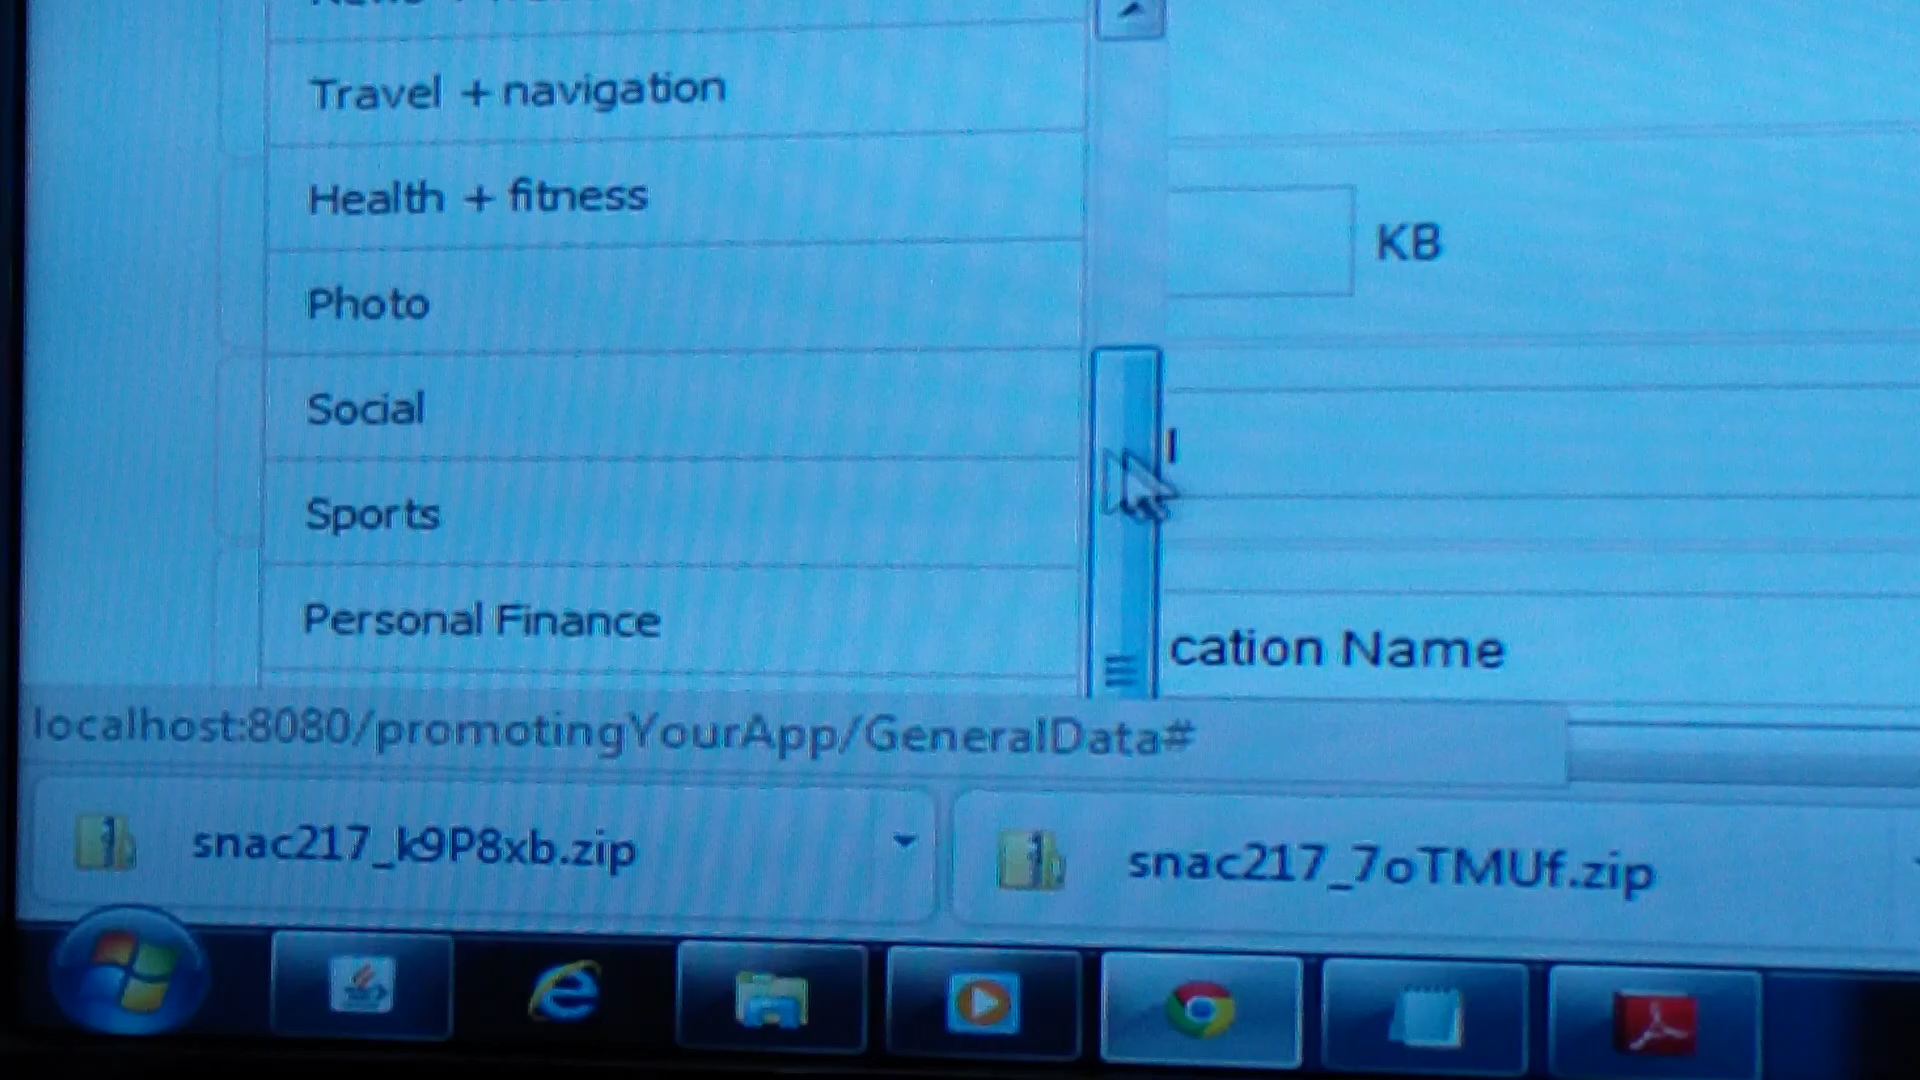 Travel + navigation
Health + fitness
KB
Photo
Social
Sports
Personal Finance
cation Name
localhost:8080/promotingYourApp/GeneralData#
snac217_k9P8xb.zip
snac217_7oTMUf.zip